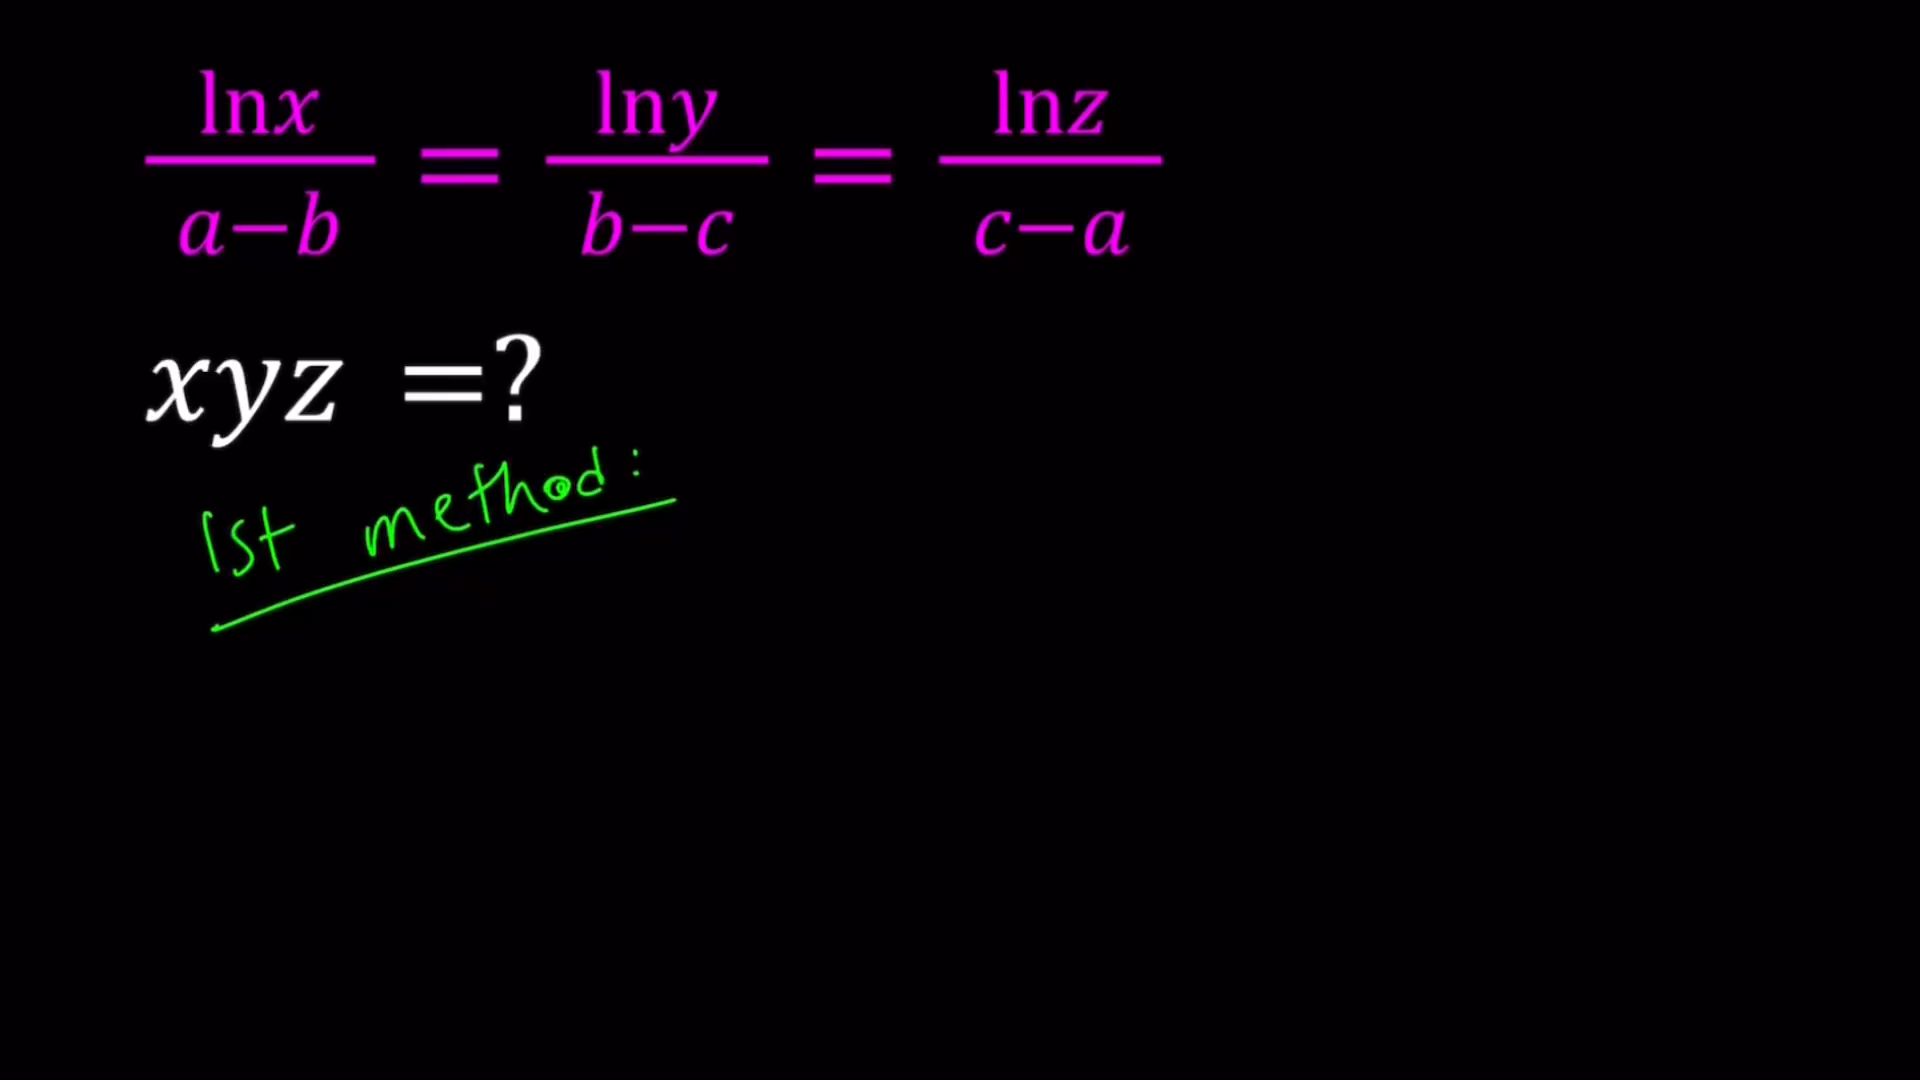 lnx/a−b = lny/b−c = lnz/c−a
xyz =?
1st method: